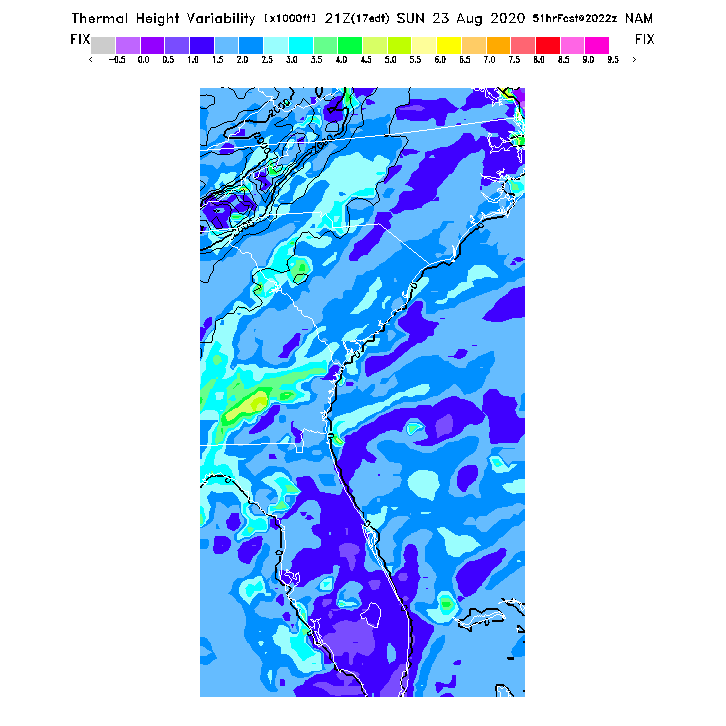 Thermal Height Variability [x1000ft] 21Z(17edt) SUN 23 Aug 2020 51hrFcst@2022z NAM
FIX FIX
< -0.5 0.0 0.5 1.0 1.5 2.0 2.5 3.0 3.5 4.0 4.5 5.0 5.5 6.0 6.5 7.0 7.5 8.0 8.5 9.0 9.5 >
2000